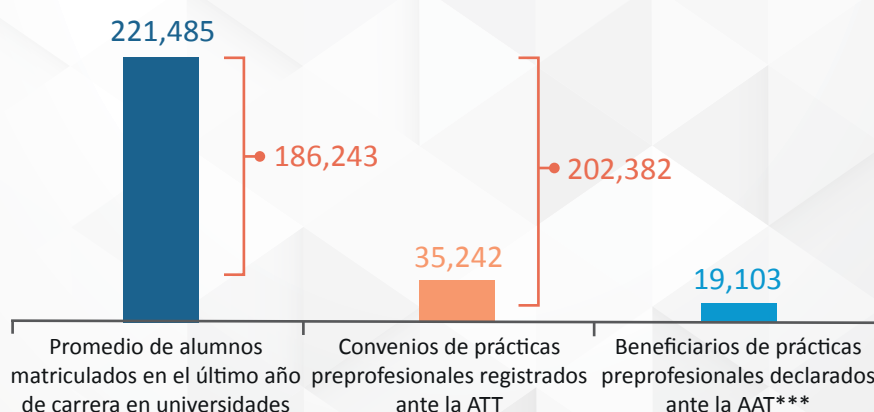 221,485
186,243
202,382
35,242
19,103
Promedio de alumnos
matriculados en el último año
de carrera en universidades
Convenios de prácticas
preprofesionales registrados
ante la ATT
Beneficiarios de prácticas
preprofesionales declarados
ante la AAT***